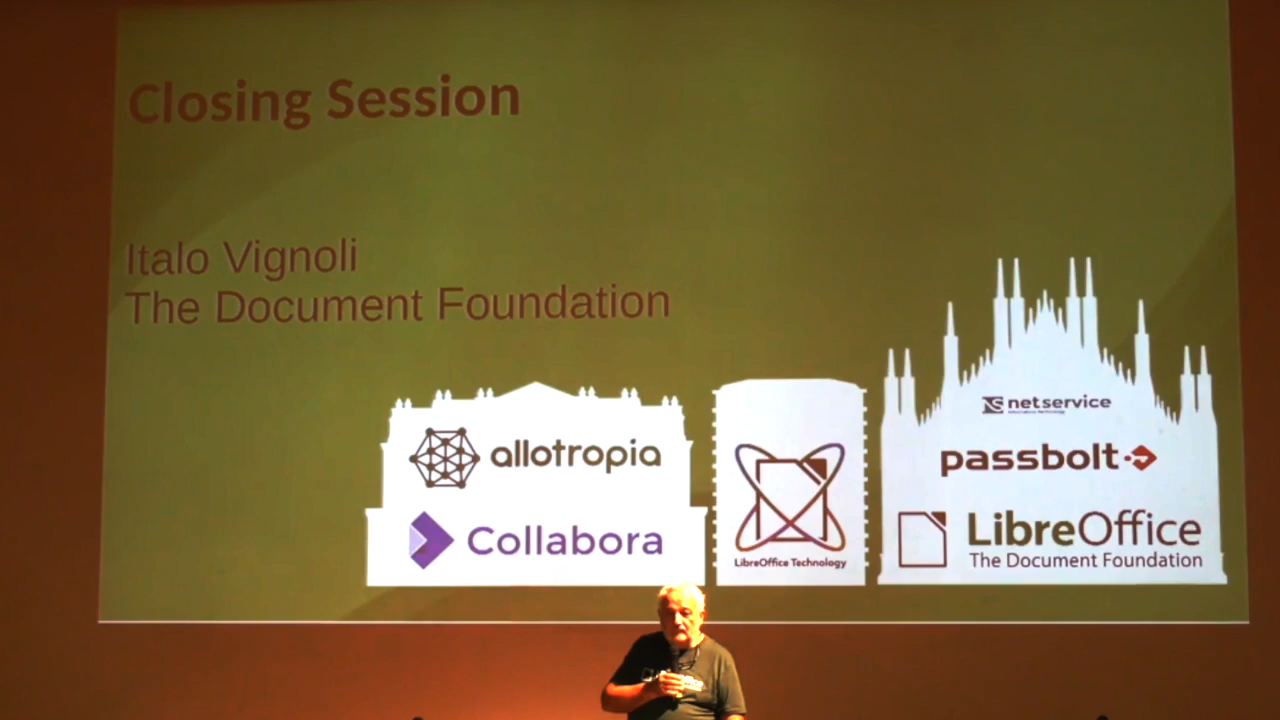 Closing Session
Italo Vignoli
The Document Foundation
allotropia
Collabora
LibreOffice Technology
netservice
passbolt
LibreOffice
The Document Foundation